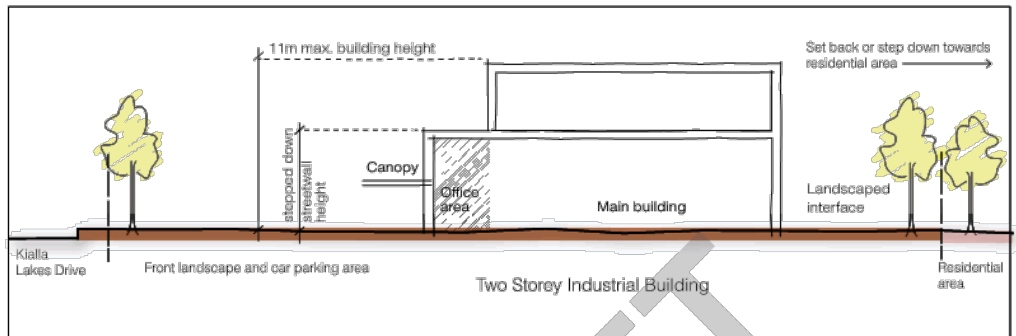 11m max. building height
Set back or step down towards
residential area
stepped down
streetwall
height
Canopy
Office
area
Main building
Landscaped
interface
Kialla
Lakes Drive
Front landscape and car parking area
Residential
area
Two Storey Industrial Building